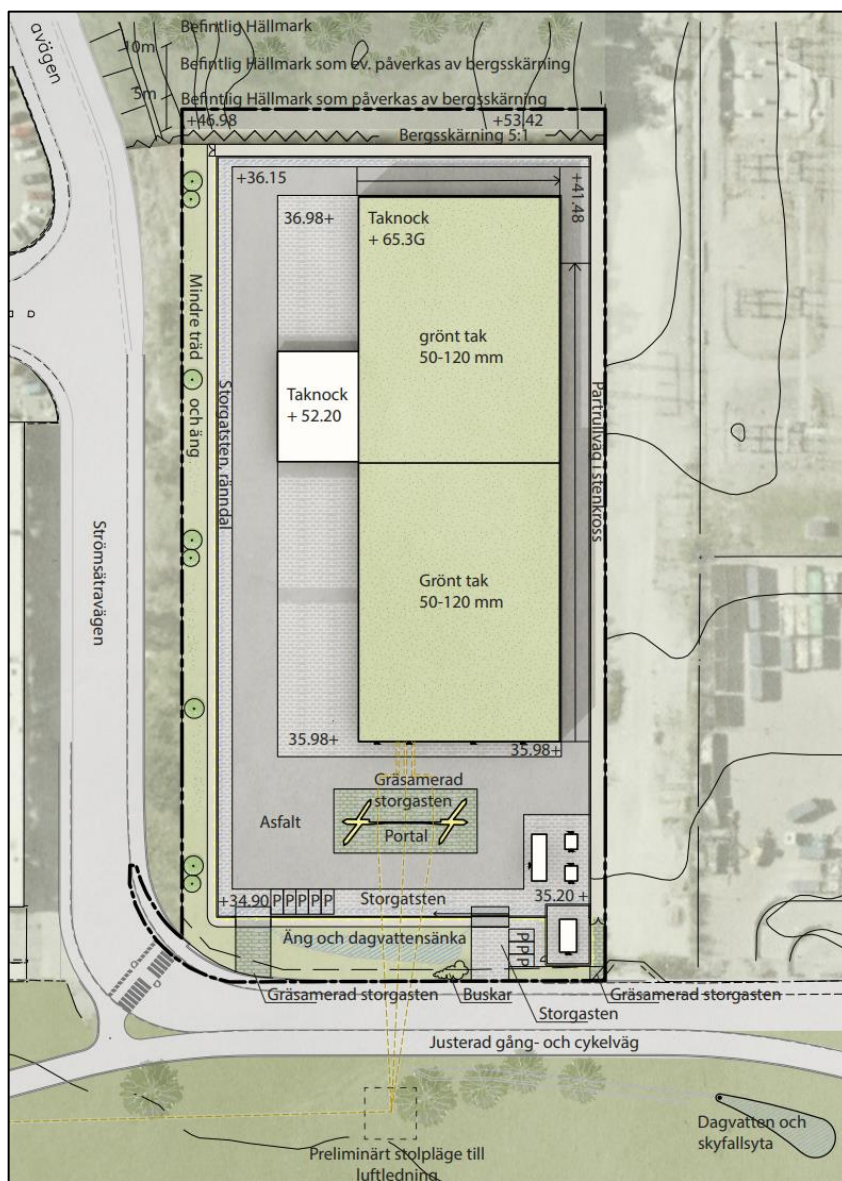 avägen
Befintlig Hällmark
10m
Befintlig Hällmark som ev. påverkas av bergsskärning
5m
Befintlig Hällmark som påverkas av bergsskärning
+46.98
+53.42
Bergsskärning 5:1
+36.15
+41.48
36.98+
Taknock
+ 65.3G
Mindre träd
och äng
grönt tak
50-120 mm
Taknock
+ 52.20
Storgatsten, ränndal
Partrullväg i stenkross
Strömsätravägen
Grönt tak
50-120 mm
35.98+
35.98+
Gräsamerad
storgasten
Asfalt
Portal
+34.90
P P P P P
Storgatsten
35.20 +
Äng och dagvattensänka
P P
P P
Gräsamerad storgasten
Buskar
Gräsamerad storgasten
Storgasten
Justerad gång- och cykelväg
Dagvatten och
skyfallsyta
Preliminärt stolpläge till
luftledning